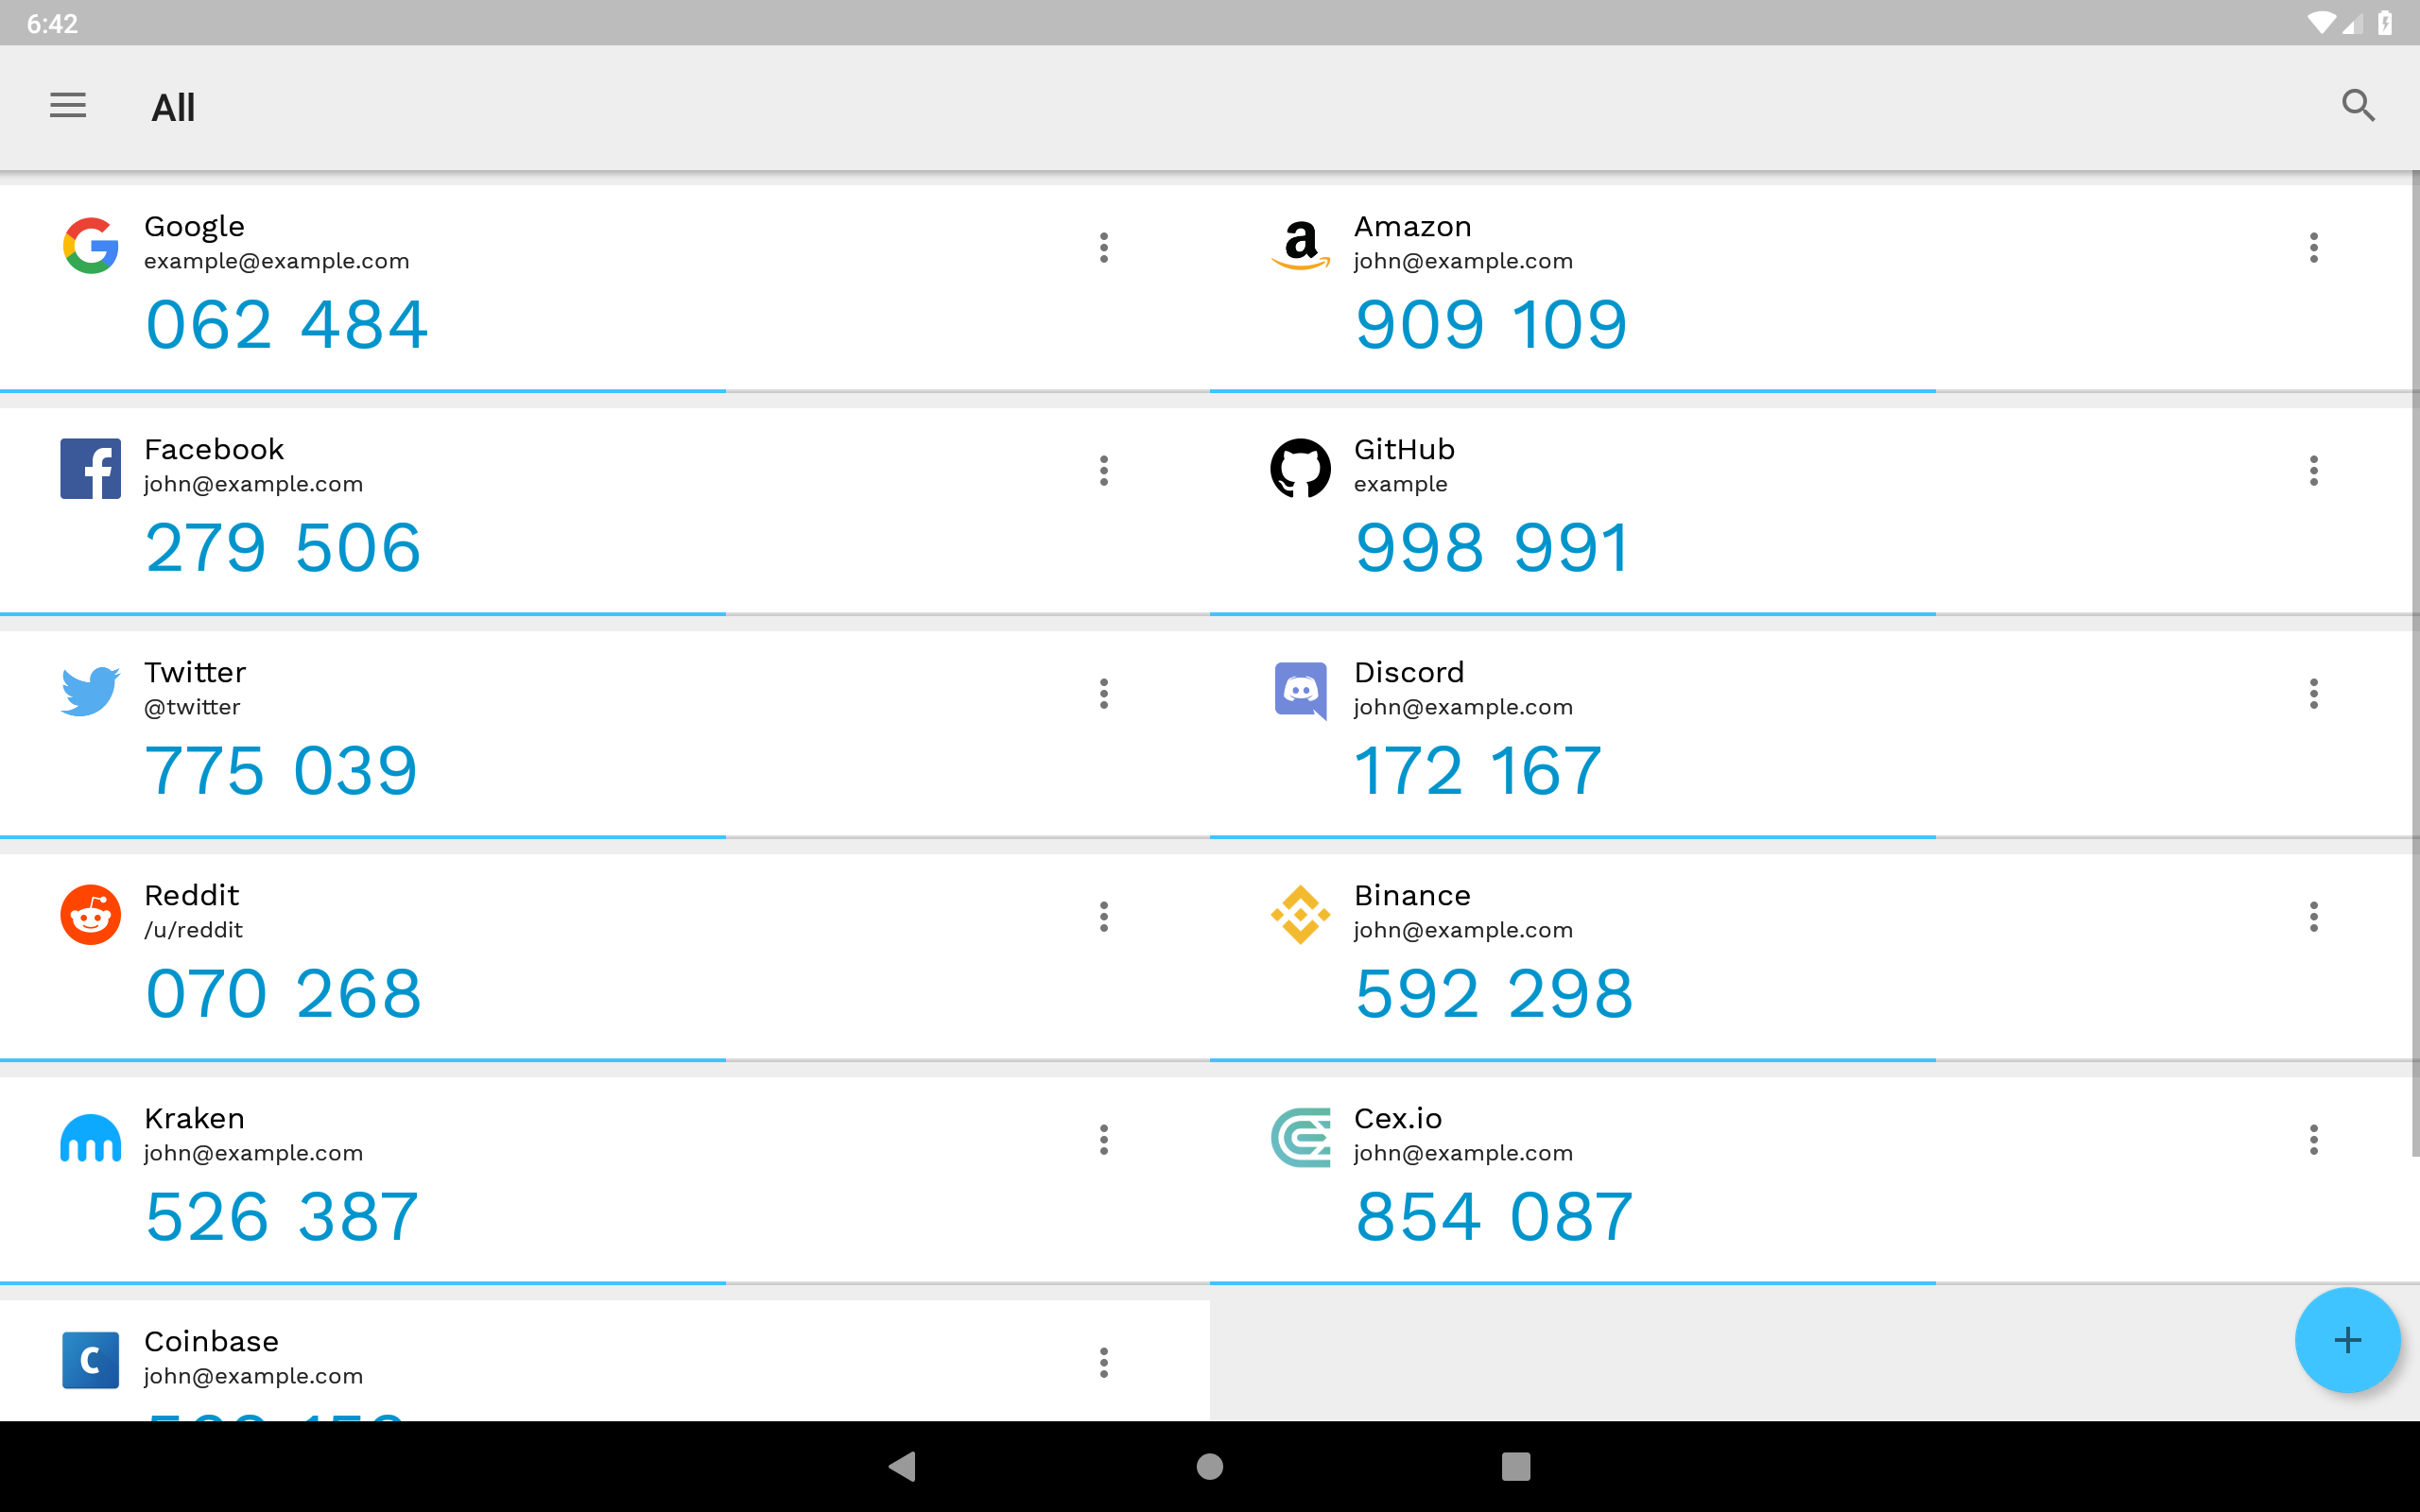 6:42
All
Google
example@example.com
062 484
Amazon
john@example.com
909 109
Facebook
john@example.com
279 506
GitHub
example
998 991
Twitter
@twitter
775 039
Discord
john@example.com
172 167
Reddit
/u/reddit
070 268
Binance
john@example.com
592 298
Kraken
john@example.com
526 387
Cex.io
john@example.com
854 087
Coinbase
john@example.com